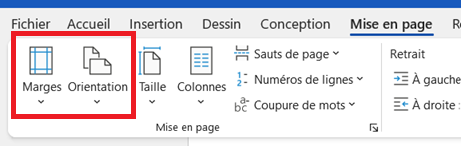 Fichier Accueil Insertion Dessin Conception Mise en page
Marges Orientation Taille Colonnes
Sauts de page
Numéros de lignes
Coupure de mots
Mise en page
Retrait
À gauche
À droite :